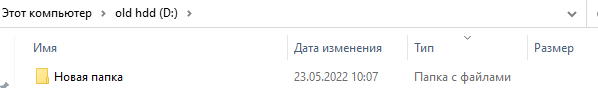 Этот компьютер > old hdd (D:) >
Имя Дата изменения Тип Размер
Новая папка 23.05.2022 10:07 Папка с файлами